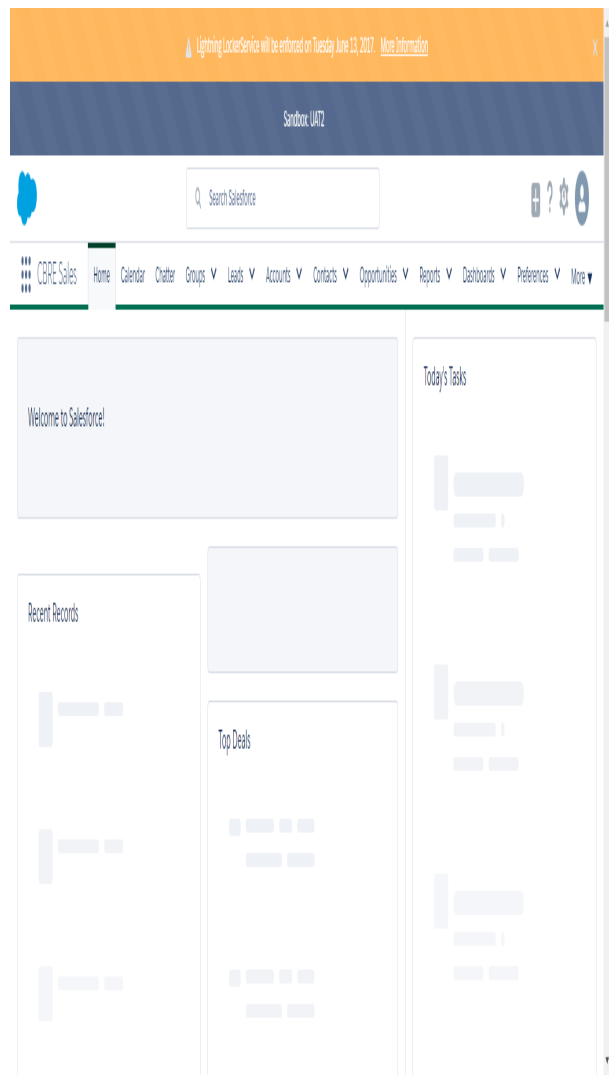 Lightning LockerService will be enforced on Tuesday June 13, 2017. More Information X
Sandbox: UAT2
Search Salesforce
CBRE Sales Home Calendar Chatter Groups Leads Accounts Contacts Opportunities Reports Dashboards Preferences More
Today's Tasks
Welcome to Salesforce!
Recent Records
Top Deals